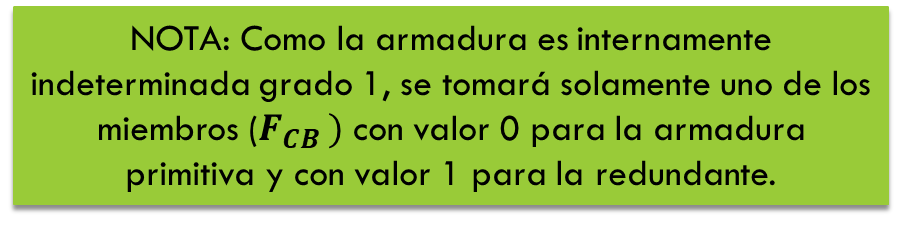 NOTA: Como la armadura es internamente
indeterminada grado 1, se tomará solamente uno de los
miembros (F_CB ) con valor 0 para la armadura
primitiva y con valor 1 para la redundante.